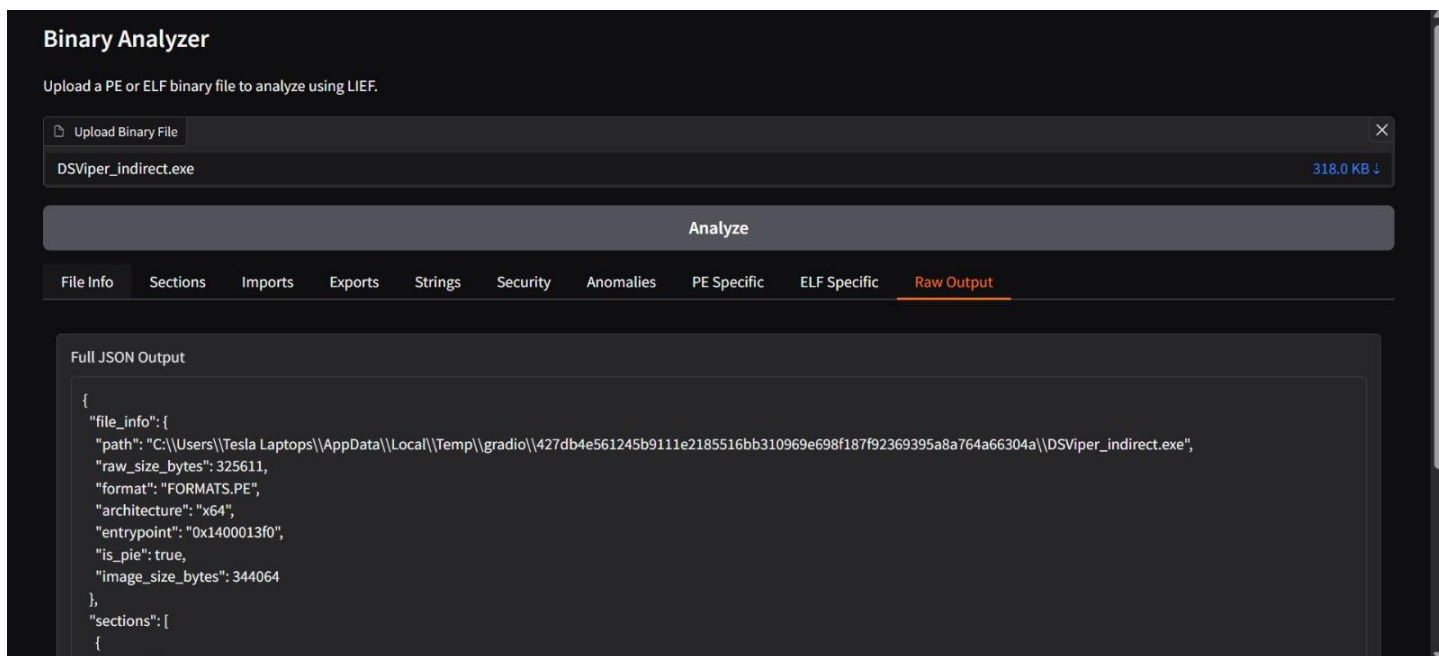 Binary Analyzer
Upload a PE or ELF binary file to analyze using LIEF.
Upload Binary File
DSViper_indirect.exe 318.0 KB ↓
Analyze
File Info Sections Imports Exports Strings Security Anomalies PE Specific ELF Specific Raw Output
Full JSON Output
{
"file_info": {
"path": "C:\\Users\\Tesla Laptops\\AppData\\Local\\Temp\\gradio\\427db4e561245b9111e2185516bb310969e698f187f92369395a8a764a66304a\\DSViper_indirect.exe",
"raw_size_bytes": 325611,
"format": "FORMATS.PE",
"architecture": "x64",
"entrypoint": "0x1400013f0",
"is_pie": true,
"image_size_bytes": 344064
},
"sections": [
{